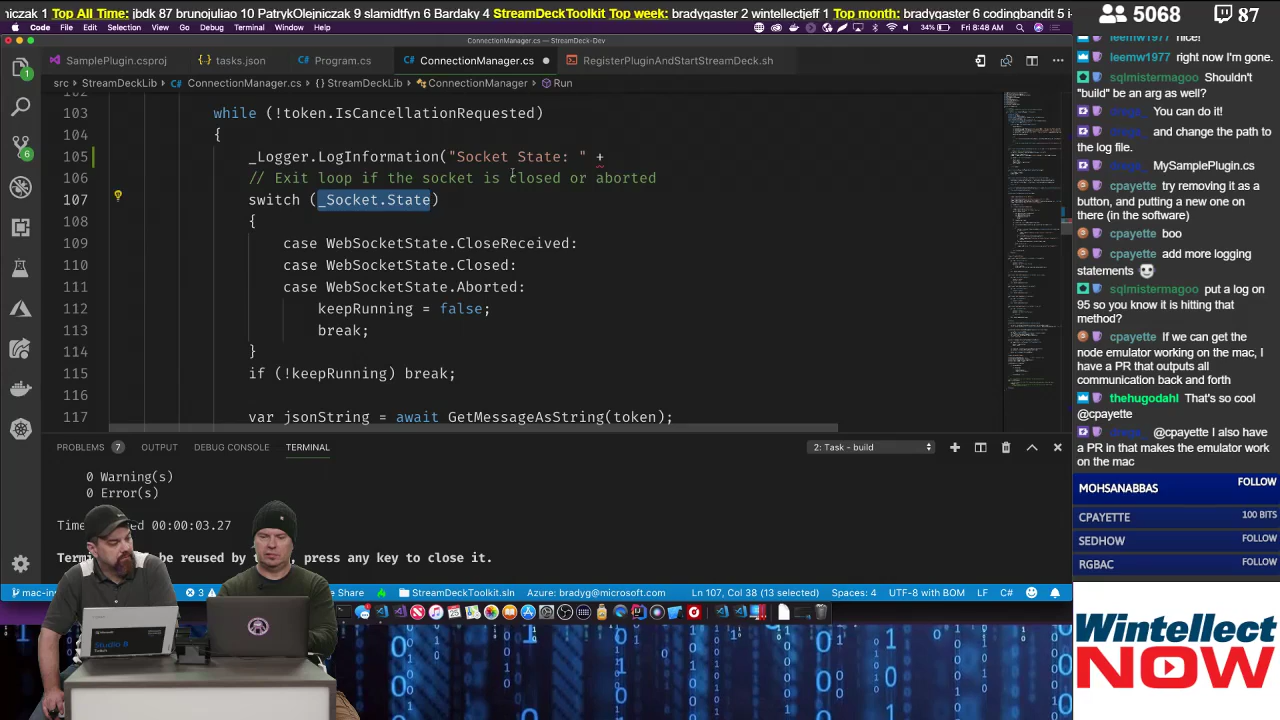 niczak 1 Top All Time: jbdk 87 brunojuliao 10 PatrykOlejniczak 9 slamidtfyn 6 Bardaky 4 StreamDeckToolkit Top week: bradygaster 2 wintellectjeff 1 Top month: bradygaster 2 codingbandit 5 i
5068 87
Code File Edit Selection View Go Debug Terminal Window Help
34% Fri 8:48 AM
ConnectionManager.cs — StreamDeck-Dev
SamplePlugin.csproj tasks.json Program.cs ConnectionManager.cs RegisterPluginAndStartStreamDeck.sh
src › StreamDeckLib › ConnectionManager.cs › {} StreamDeckLib › ConnectionManager › Run
103 while (!token.IsCancellationRequested)
104 {
105 _Logger.LogInformation("Socket State: " +
106 // Exit loop if the socket is closed or aborted
107 switch (_Socket.State)
108 {
109 case WebSocketState.CloseReceived:
110 case WebSocketState.Closed:
111 case WebSocketState.Aborted:
112 keepRunning = false;
113 break;
114 }
115 if (!keepRunning) break;
116
117 var jsonString = await GetMessageAsString(token);
PROBLEMS 7 OUTPUT DEBUG CONSOLE TERMINAL 2: Task - build
0 Warning(s)
0 Error(s)
00:00:03.27
press any key to close it.
Share StreamDeckToolkit.sln Azure: bradyg@microsoft.com Ln 107, Col 38 (13 selected) Spaces: 4 UTF-8 with BOM LF C#
leemw1977 nice!
leemw1977 right now I'm gone.
sqlmistermagoo Shouldn't
"build" be an arg as well?
You can do it!
and change the path to
the log file.
MySamplePlugin.cs
cpayette try removing it as a
button, and putting a new one on
there (in the software)
cpayette boo
cpayette add more logging
statements
sqlmistermagoo put a log on
95 so you know it is hitting that
method?
cpayette If we can get the
node emulator working on the mac, I
have a PR that outputs all
communication back and forth
thehugodahl That's so cool
@cpayette
@cpayette I also have
a PR in that makes the emulator work
on the mac
MOHSANABBAS FOLLOW
CPAYETTE 100 BITS
SEDHOW FOLLOW
RGBAC FOLLOW
Wintellect
NOW
Studio 8